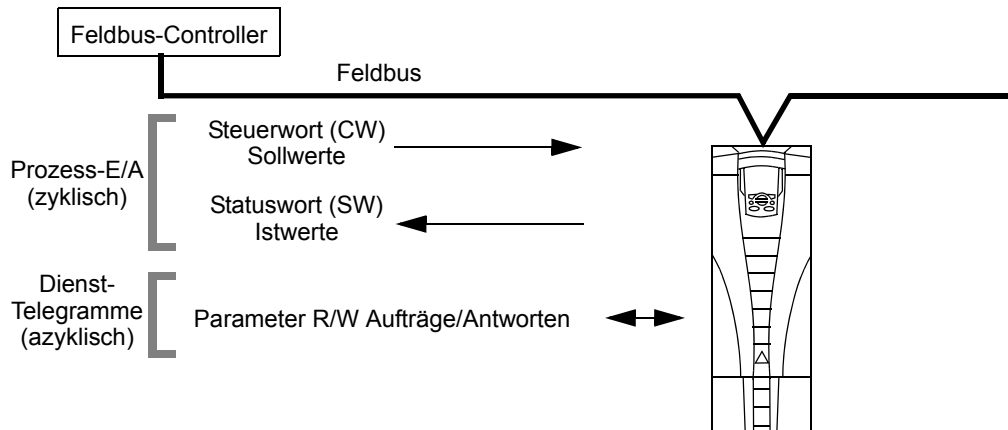 Feldbus-Controller
Feldbus
Prozess-E/A
(zyklisch)
Steuerwort (CW)
Sollwerte
Statuswort (SW)
Istwerte
Dienst-
Telegramme
(azyklisch)
Parameter R/W Aufträge/Antworten